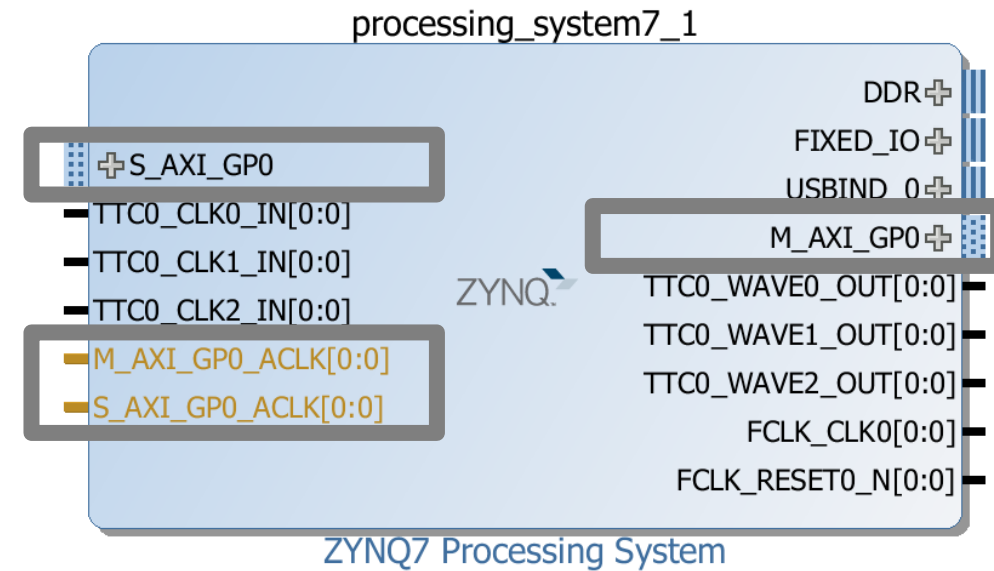 processing_system7_1
S_AXI_GP0
TTC0_CLK0_IN[0:0]
TTC0_CLK1_IN[0:0]
TTC0_CLK2_IN[0:0]
M_AXI_GP0_ACLK[0:0]
S_AXI_GP0_ACLK[0:0]
ZYNQ
DDR
FIXED_IO
USBIND_0
M_AXI_GP0
TTC0_WAVE0_OUT[0:0]
TTC0_WAVE1_OUT[0:0]
TTC0_WAVE2_OUT[0:0]
FCLK_CLK0[0:0]
FCLK_RESET0_N[0:0]
ZYNQ7 Processing System